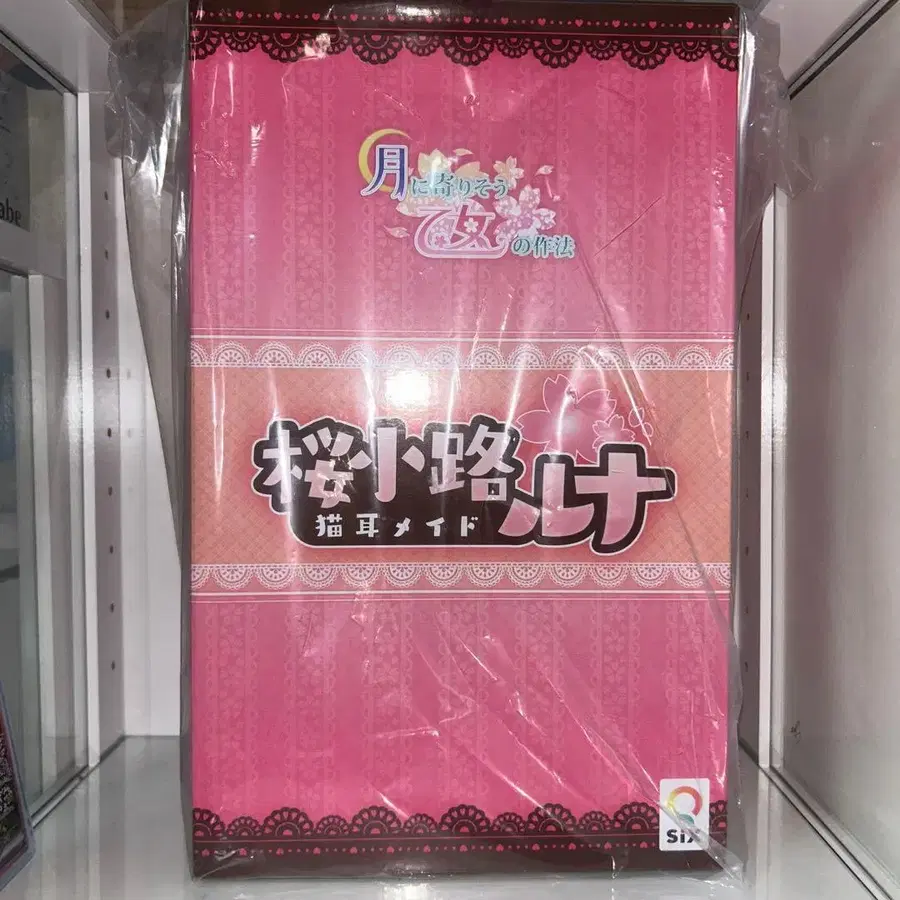 月に寄りそう
乙女の作法
桜小路ルナ
猫耳メイド
SiX
abe